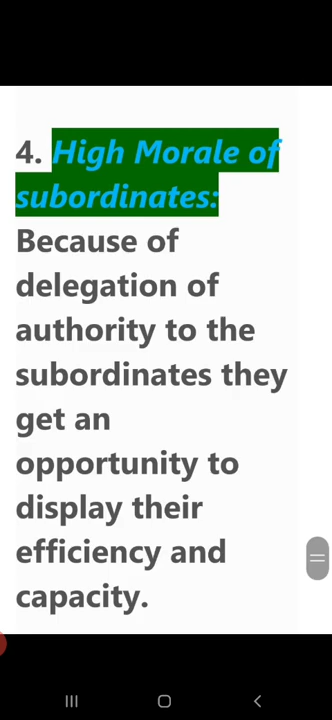 4. High Morale of
subordinates:
Because of
delegation of
authority to the
subordinates they
get an
opportunity to
display their
efficiency and
capacity.